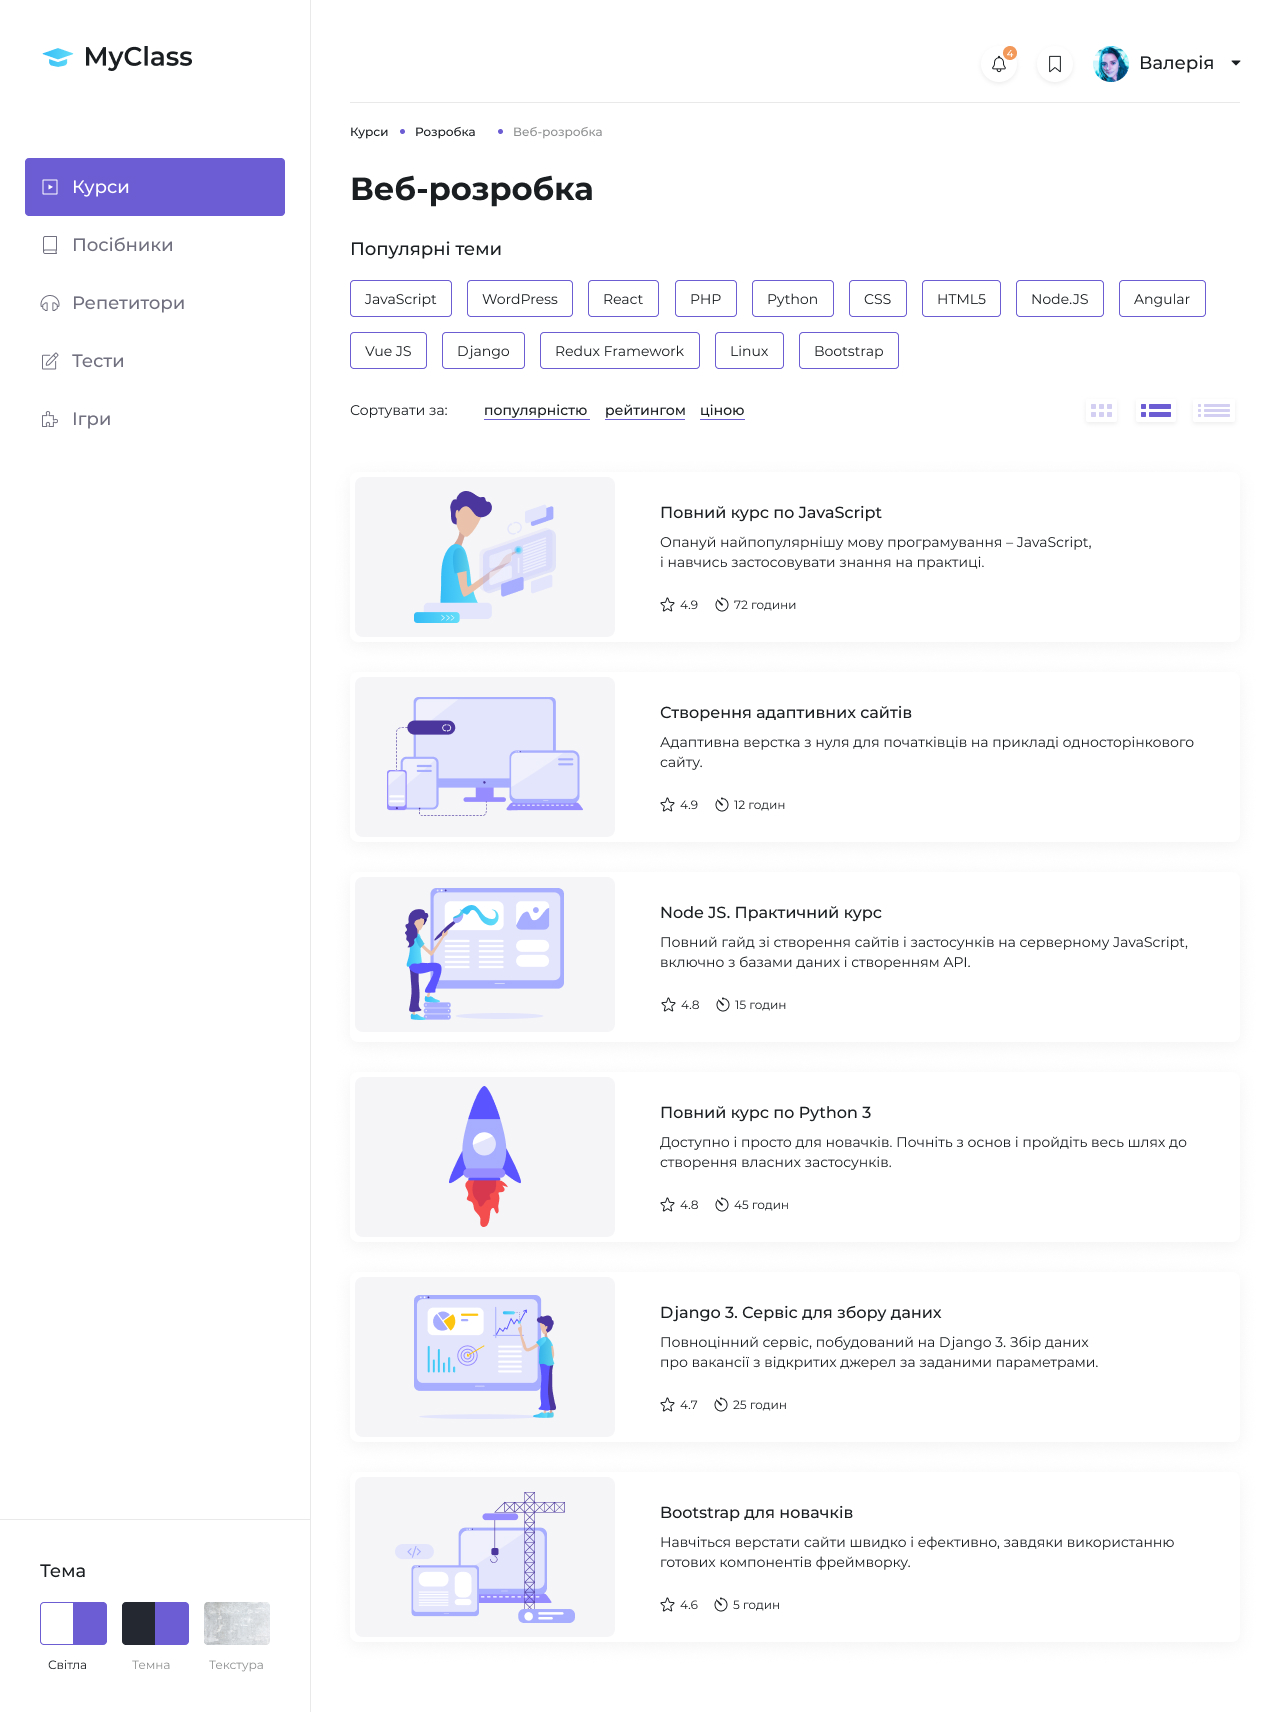 MyClass
4
Валерія
Курси
Посібники
Репетитори
Тести
Ігри
Курси • Розробка • Веб-розробка
Веб-розробка
Популярні теми
JavaScript WordPress React PHP Python CSS HTML5 Node.JS Angular
Vue JS Django Redux Framework Linux Bootstrap
Сортувати за: популярністю рейтингом ціною
Повний курс по JavaScript
Опануй найпопулярнішу мову програмування – JavaScript,
і навчись застосовувати знання на практиці.
4.9 72 години
Створення адаптивних сайтів
Адаптивна верстка з нуля для початківців на прикладі односторінкового
сайту.
4.9 12 годин
Node JS. Практичний курс
Повний гайд зі створення сайтів і застосунків на серверному JavaScript,
включно з базами даних і створенням API.
4.8 15 годин
Повний курс по Python 3
Доступно і просто для новачків. Почніть з основ і пройдіть весь шлях до
створення власних застосунків.
4.8 45 годин
Django 3. Сервіс для збору даних
Повноцінний сервіс, побудований на Django 3. Збір даних
про вакансії з відкритих джерел за заданими параметрами.
4.7 25 годин
</>
Bootstrap для новачків
Навчіться верстати сайти швидко і ефективно, завдяки використанню
готових компонентів фреймворку.
4.6 5 годин
Тема
Світла Темна Текстура